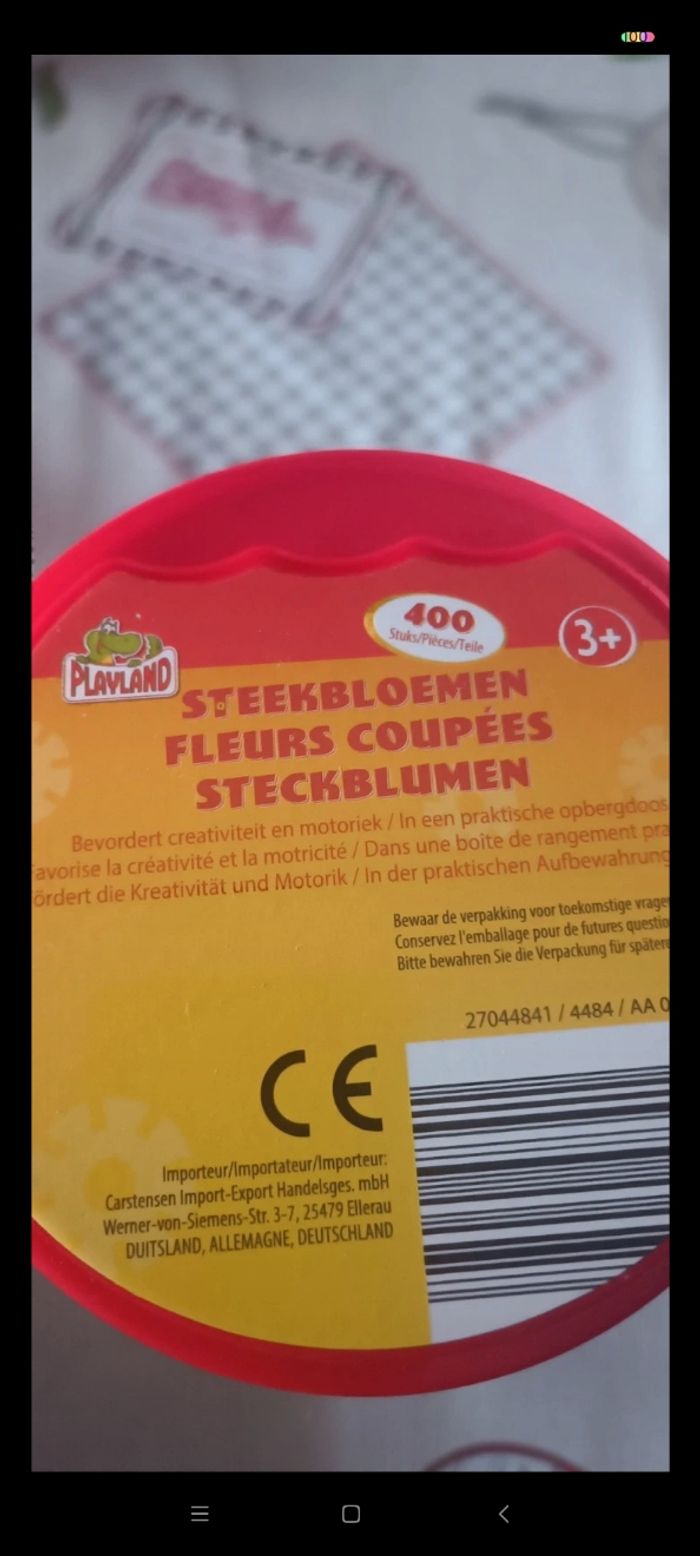 100
400
Stuks/Pièces/Teile
3+
PLAYLAND
STEEKBLOEMEN
FLEURS COUPÉES
STECKBLUMEN
Bevordert creativiteit en motoriek / In een praktische opbergdoos
avorise la créativité et la motricité / Dans une boîte de rangement pra
ördert die Kreativität und Motorik / In der praktischen Aufbewahrung
Bewaar de verpakking voor toekomstige vrage
Conservez l'emballage pour de futures questio
Bitte bewahren Sie die Verpackung für später
27044841 / 4484 / AA 0
CE
Importeur/Importateur/Importeur:
Carstensen Import-Export Handelsges. mbH
Werner-von-Siemens-Str. 3-7, 25479 Ellerau
DUITSLAND, ALLEMAGNE, DEUTSCHLAND